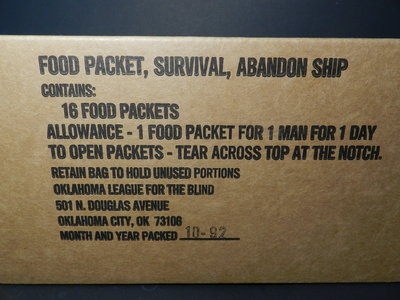 FOOD PACKET, SURVIVAL, ABANDON SHIP
CONTAINS:
16 FOOD PACKETS
ALLOWANCE - 1 FOOD PACKET FOR 1 MAN FOR 1 DAY
TO OPEN PACKETS - TEAR ACROSS TOP AT THE NOTCH.
RETAIN BAG TO HOLD UNUSED PORTIONS
OKLAHOMA LEAGUE FOR THE BLIND
501 N. DOUGLAS AVENUE
OKLAHOMA CITY, OK 73106
MONTH AND YEAR PACKED 10-92